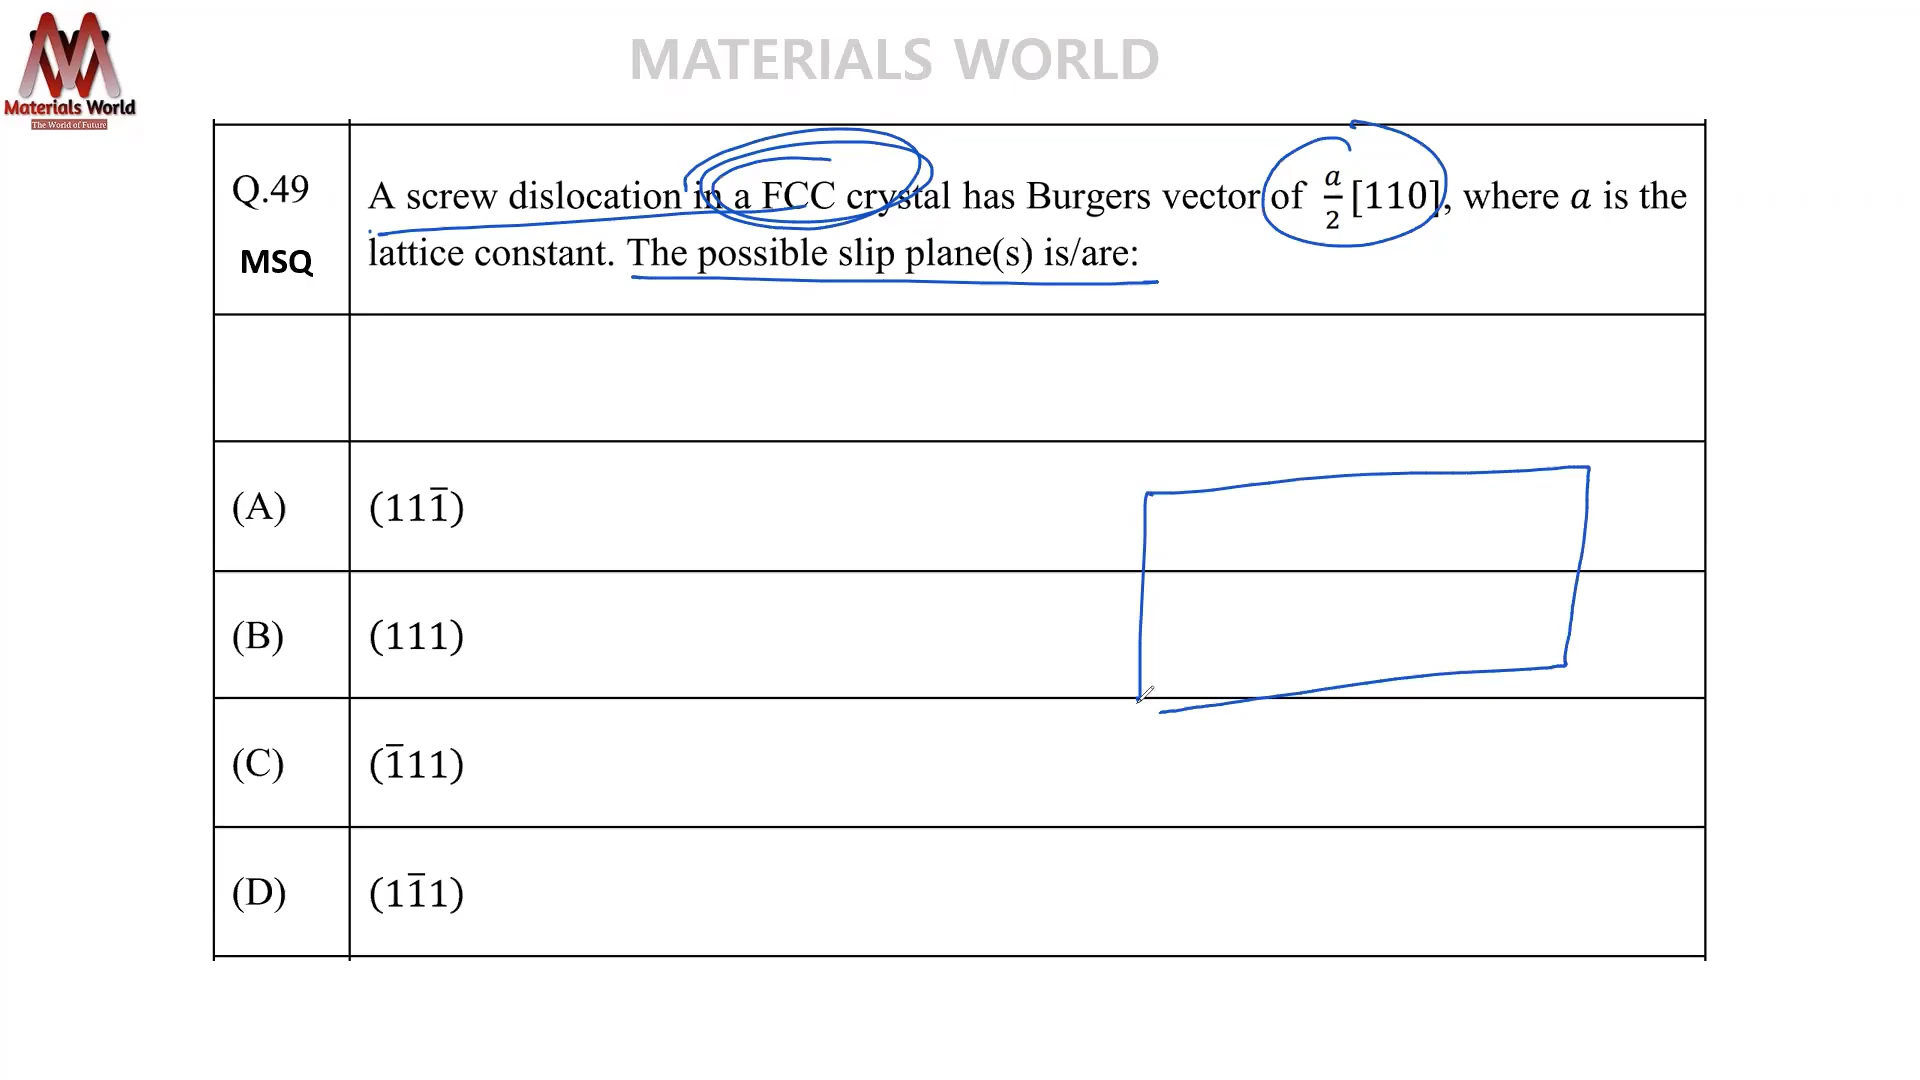 Materials World
The World of Future
MATERIALS WORLD
Q.49
MSQ
A screw dislocation in a FCC crystal has Burgers vector of a/2 [110], where a is the
lattice constant. The possible slip plane(s) is/are:
(A) (111̅)
(B) (111)
(C) (1̅11)
(D) (11̅1)